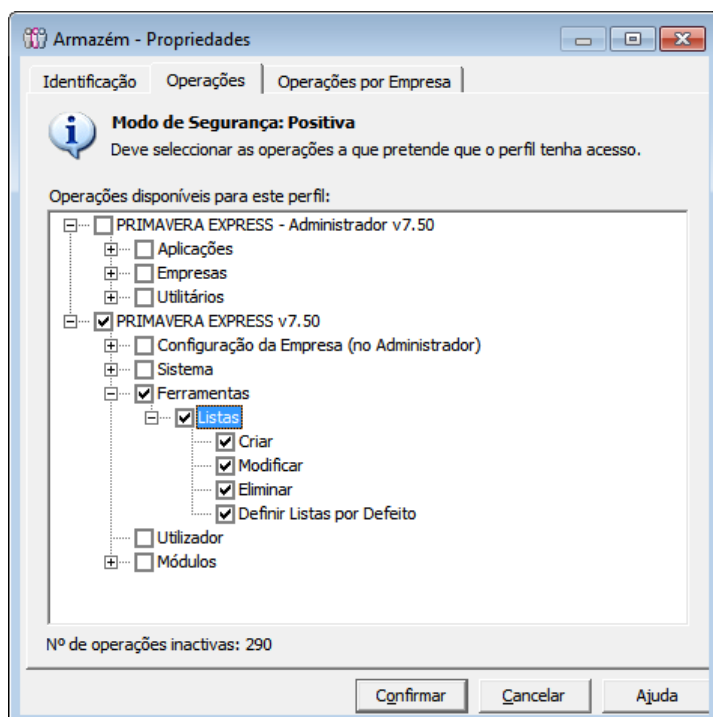 Armazém - Propriedades
Identificação Operações Operações por Empresa
Modo de Segurança: Positiva
Deve seleccionar as operações a que pretende que o perfil tenha acesso.
Operações disponíveis para este perfil:
PRIMAVERA EXPRESS - Administrador v7.50
Aplicações
Empresas
Utilitários
PRIMAVERA EXPRESS v7.50
Configuração da Empresa (no Administrador)
Sistema
Ferramentas
Listas
Criar
Modificar
Eliminar
Definir Listas por Defeito
Utilizador
Módulos
Nº de operações inactivas: 290
Confirmar Cancelar Ajuda